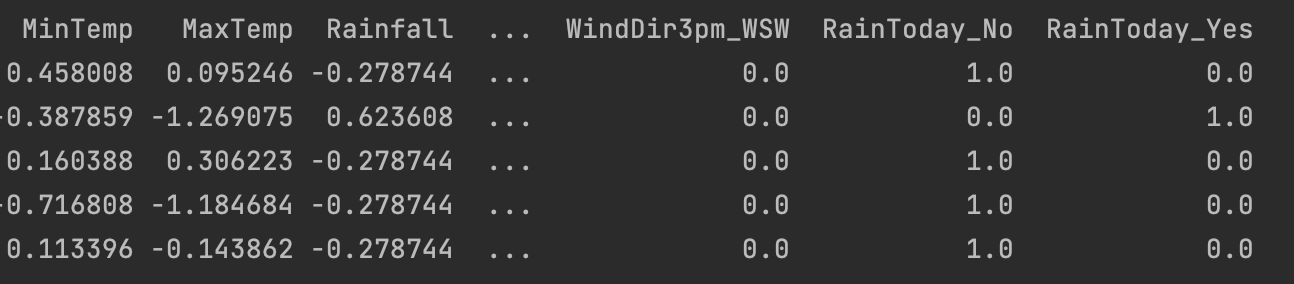 MinTemp MaxTemp Rainfall ... WindDir3pm_WSW RainToday_No RainToday_Yes
0.458008 0.095246 -0.278744 ... 0.0 1.0 0.0
-0.387859 -1.269075 0.623608 ... 0.0 0.0 1.0
0.160388 0.306223 -0.278744 ... 0.0 1.0 0.0
-0.716808 -1.184684 -0.278744 ... 0.0 1.0 0.0
0.113396 -0.143862 -0.278744 ... 0.0 1.0 0.0